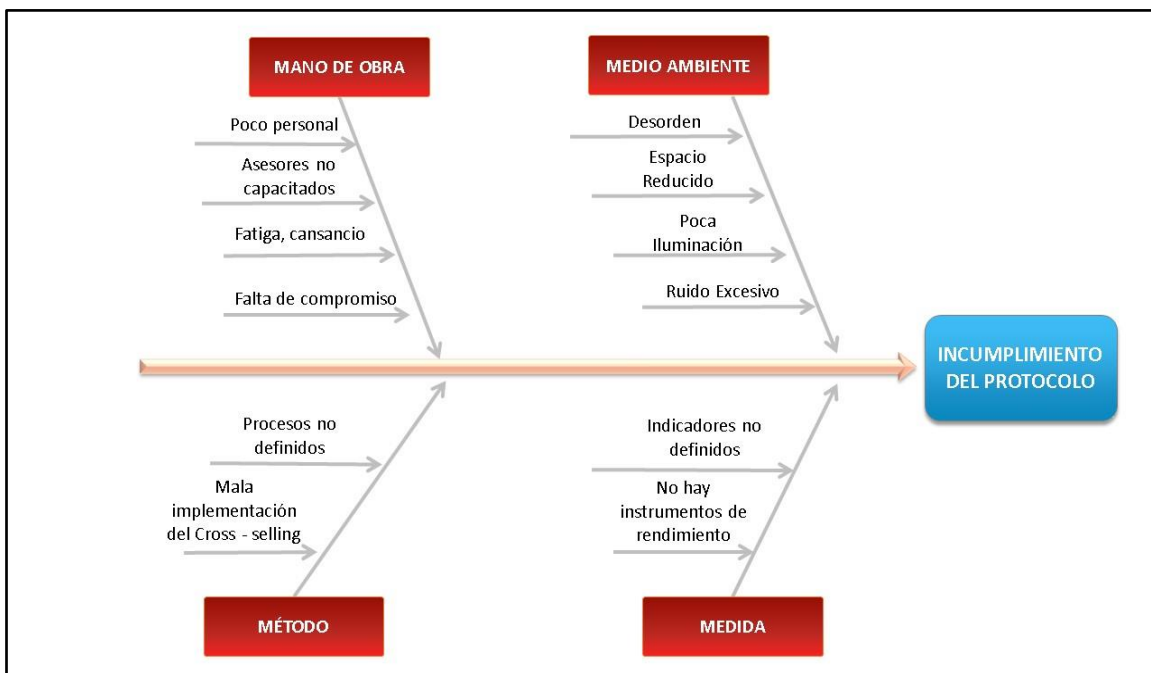 MANO DE OBRA
Poco personal
Asesores no
capacitados
Fatiga, cansancio
Falta de compromiso
MEDIO AMBIENTE
Desorden
Espacio
Reducido
Poca
Iluminación
Ruido Excesivo
INCUMPLIMIENTO
DEL PROTOCOLO
Procesos no
definidos
Mala
implementación
del Cross - selling
MÉTODO
Indicadores no
definidos
No hay
instrumentos de
rendimiento
MEDIDA